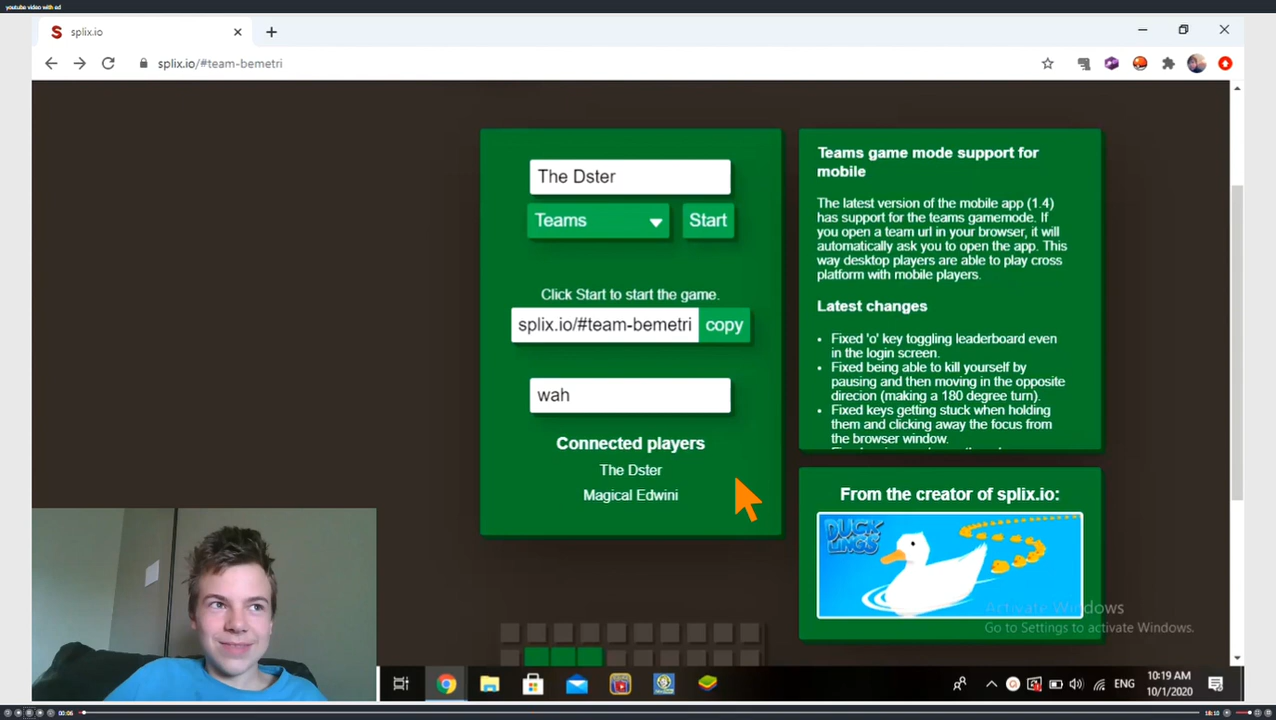 youtube video with ed
splix.io
splix.io/#team-bemetri
The Dster
Teams
Start
Click Start to start the game.
splix.io/#team-bemetri
copy
wah
Connected players
The Dster
Magical Edwini
Teams game mode support for
mobile
The latest version of the mobile app (1.4)
has support for the teams gamemode. If
you open a team url in your browser, it will
automatically ask you to open the app. This
way desktop players are able to play cross
platform with mobile players.
Latest changes
• Fixed 'o' key toggling leaderboard even
in the login screen.
• Fixed being able to kill yourself by
pausing and then moving in the opposite
direcion (making a 180 degree turn).
• Fixed keys getting stuck when holding
them and clicking away the focus from
the browser window.
From the creator of splix.io:
DUCK
LINGS
Activate Windows
Go to Settings to activate Windows.
ENG
10:19 AM
10/1/2020
00:06
18:10